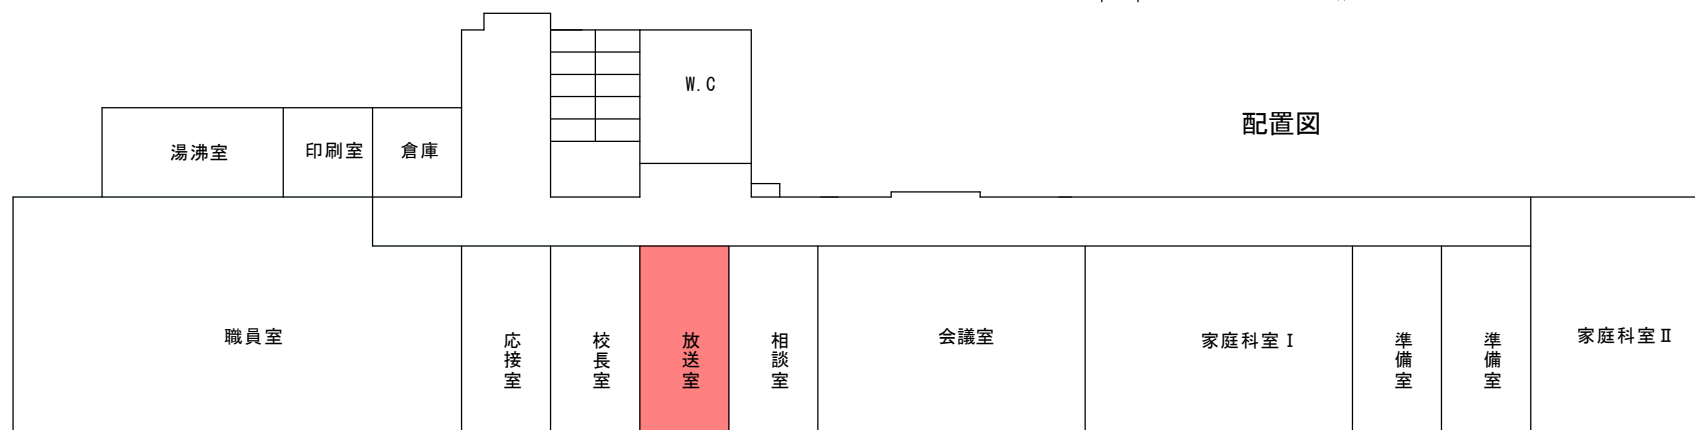 W.C
配置図
湯沸室
印刷室
倉庫
職員室
応接室
校長室
放送室
相談室
会議室
家庭科室Ⅰ
準備室
準備室
家庭科室Ⅱ